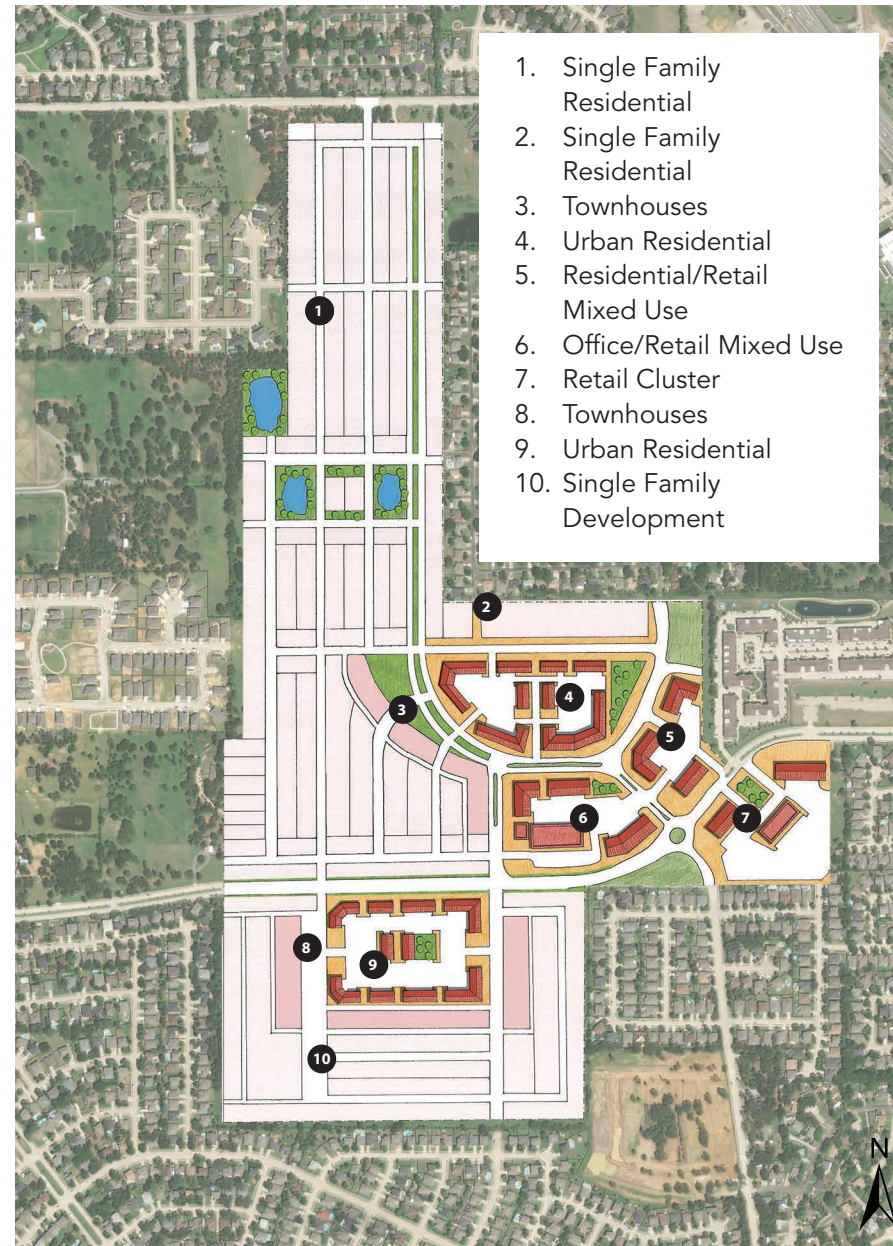 1. Single Family
Residential
2. Single Family
Residential
3. Townhouses
4. Urban Residential
5. Residential/Retail
Mixed Use
6. Office/Retail Mixed Use
7. Retail Cluster
8. Townhouses
9. Urban Residential
10. Single Family
Development
1
2
3
4
5
6
7
8
9
10
N